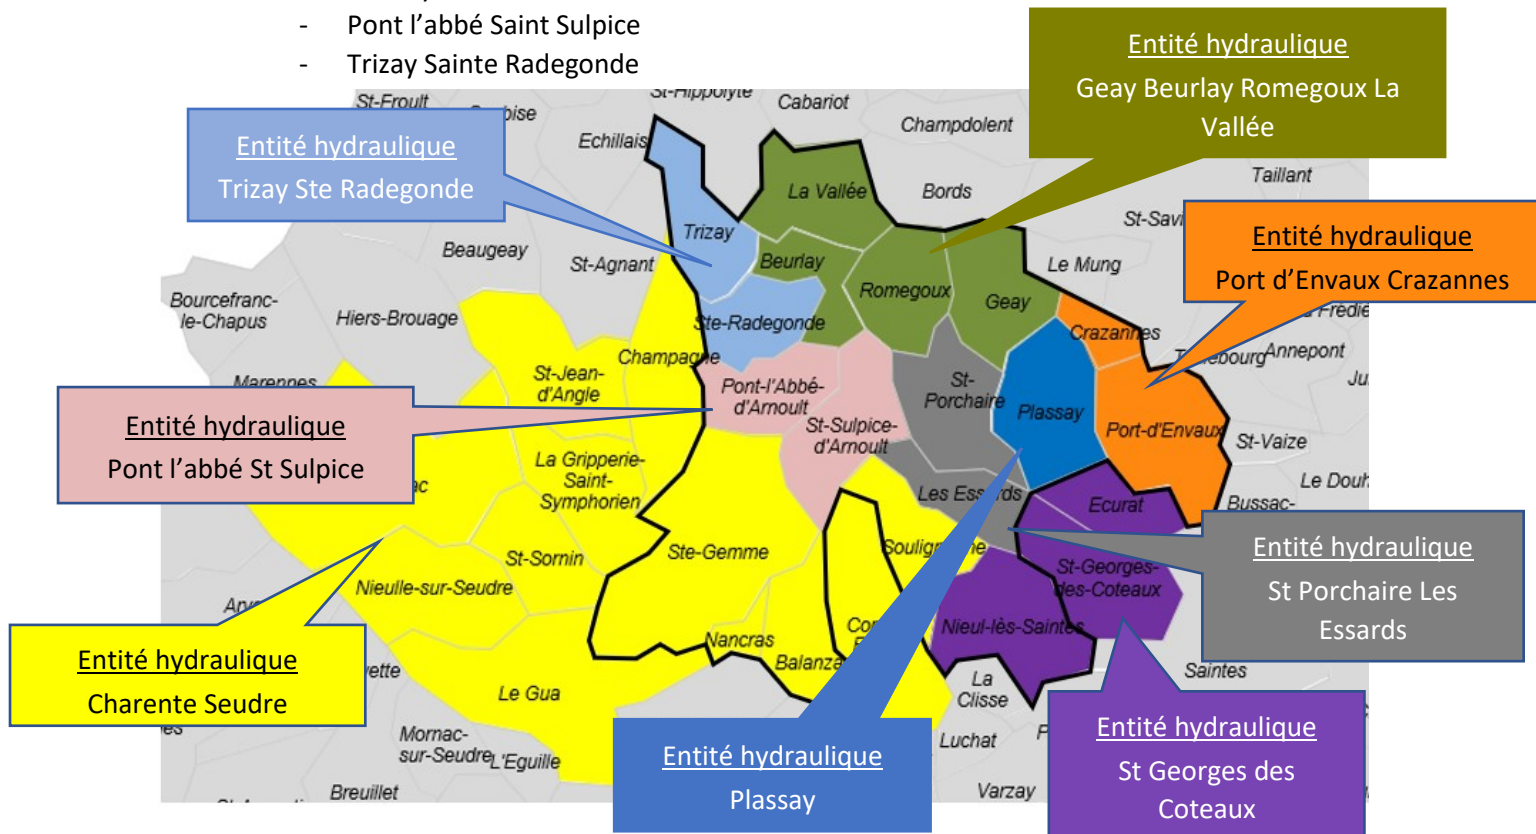 - Pont l’abbé Saint Sulpice
- Trizay Sainte Radegonde
Entité hydraulique
Geay Beurlay Romegoux La
Vallée
St-Froult
St-Hippolyte
Cabariot
Champdolent
Echillais
Entité hydraulique
Trizay Ste Radegonde
La Vallée
Bords
Taillant
Trizay
Beaugeay
St-Agnant
Beurlay
Le Mung
Entité hydraulique
Port d’Envaux Crazannes
Bourcefranc-
le-Chapus
Hiers-Brouage
Romegoux
Geay
Ste-Radegonde
Crazannes
Annepont
Champagne
Marennes
St-Jean-
d'Angle
Pont-l'Abbé-
d'Arnoult
St-
Porchaire
Plassay
Entité hydraulique
Pont l’abbé St Sulpice
St-Sulpice-
d'Arnoult
Port-d'Envaux
St-Vaize
La Gripperie-
Saint-
Symphorien
Les Essards
Ecurat
Le Douh
Bussac-
Ste-Gemme
St-Sornin
Nieulle-sur-Seudre
St-Georges-
des-Coteaux
Entité hydraulique
St Porchaire Les
Essards
Nieul-lès-Saintes
Nancras
Entité hydraulique
Charente Seudre
Le Gua
La
Clisse
Saintes
Mornac-
sur-Seudre
L'Eguille
Luchat
Entité hydraulique
Plassay
Entité hydraulique
St Georges des
Coteaux
Breuillet
Varzay